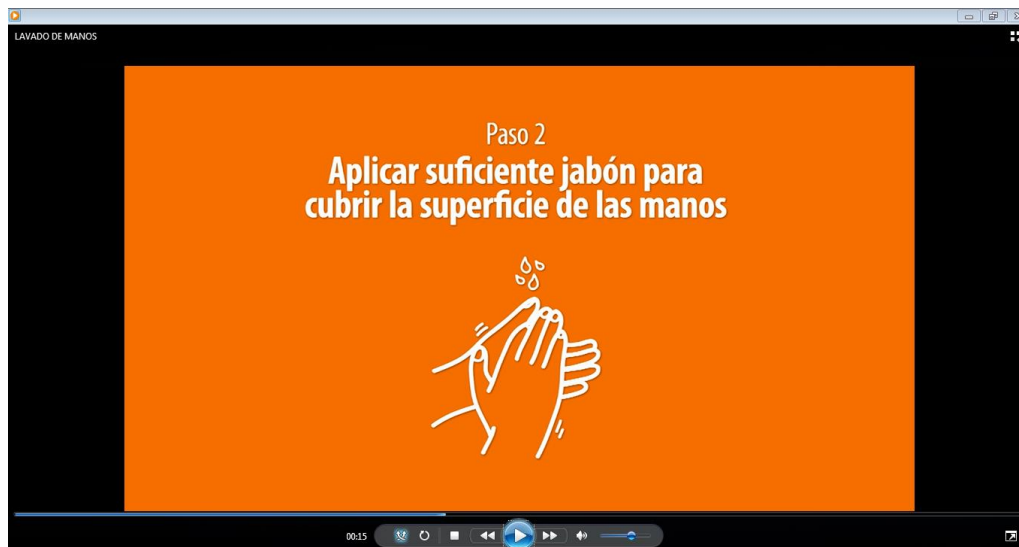 LAVADO DE MANOS
Paso 2
Aplicar suficiente jabón para
cubrir la superficie de las manos
00:15